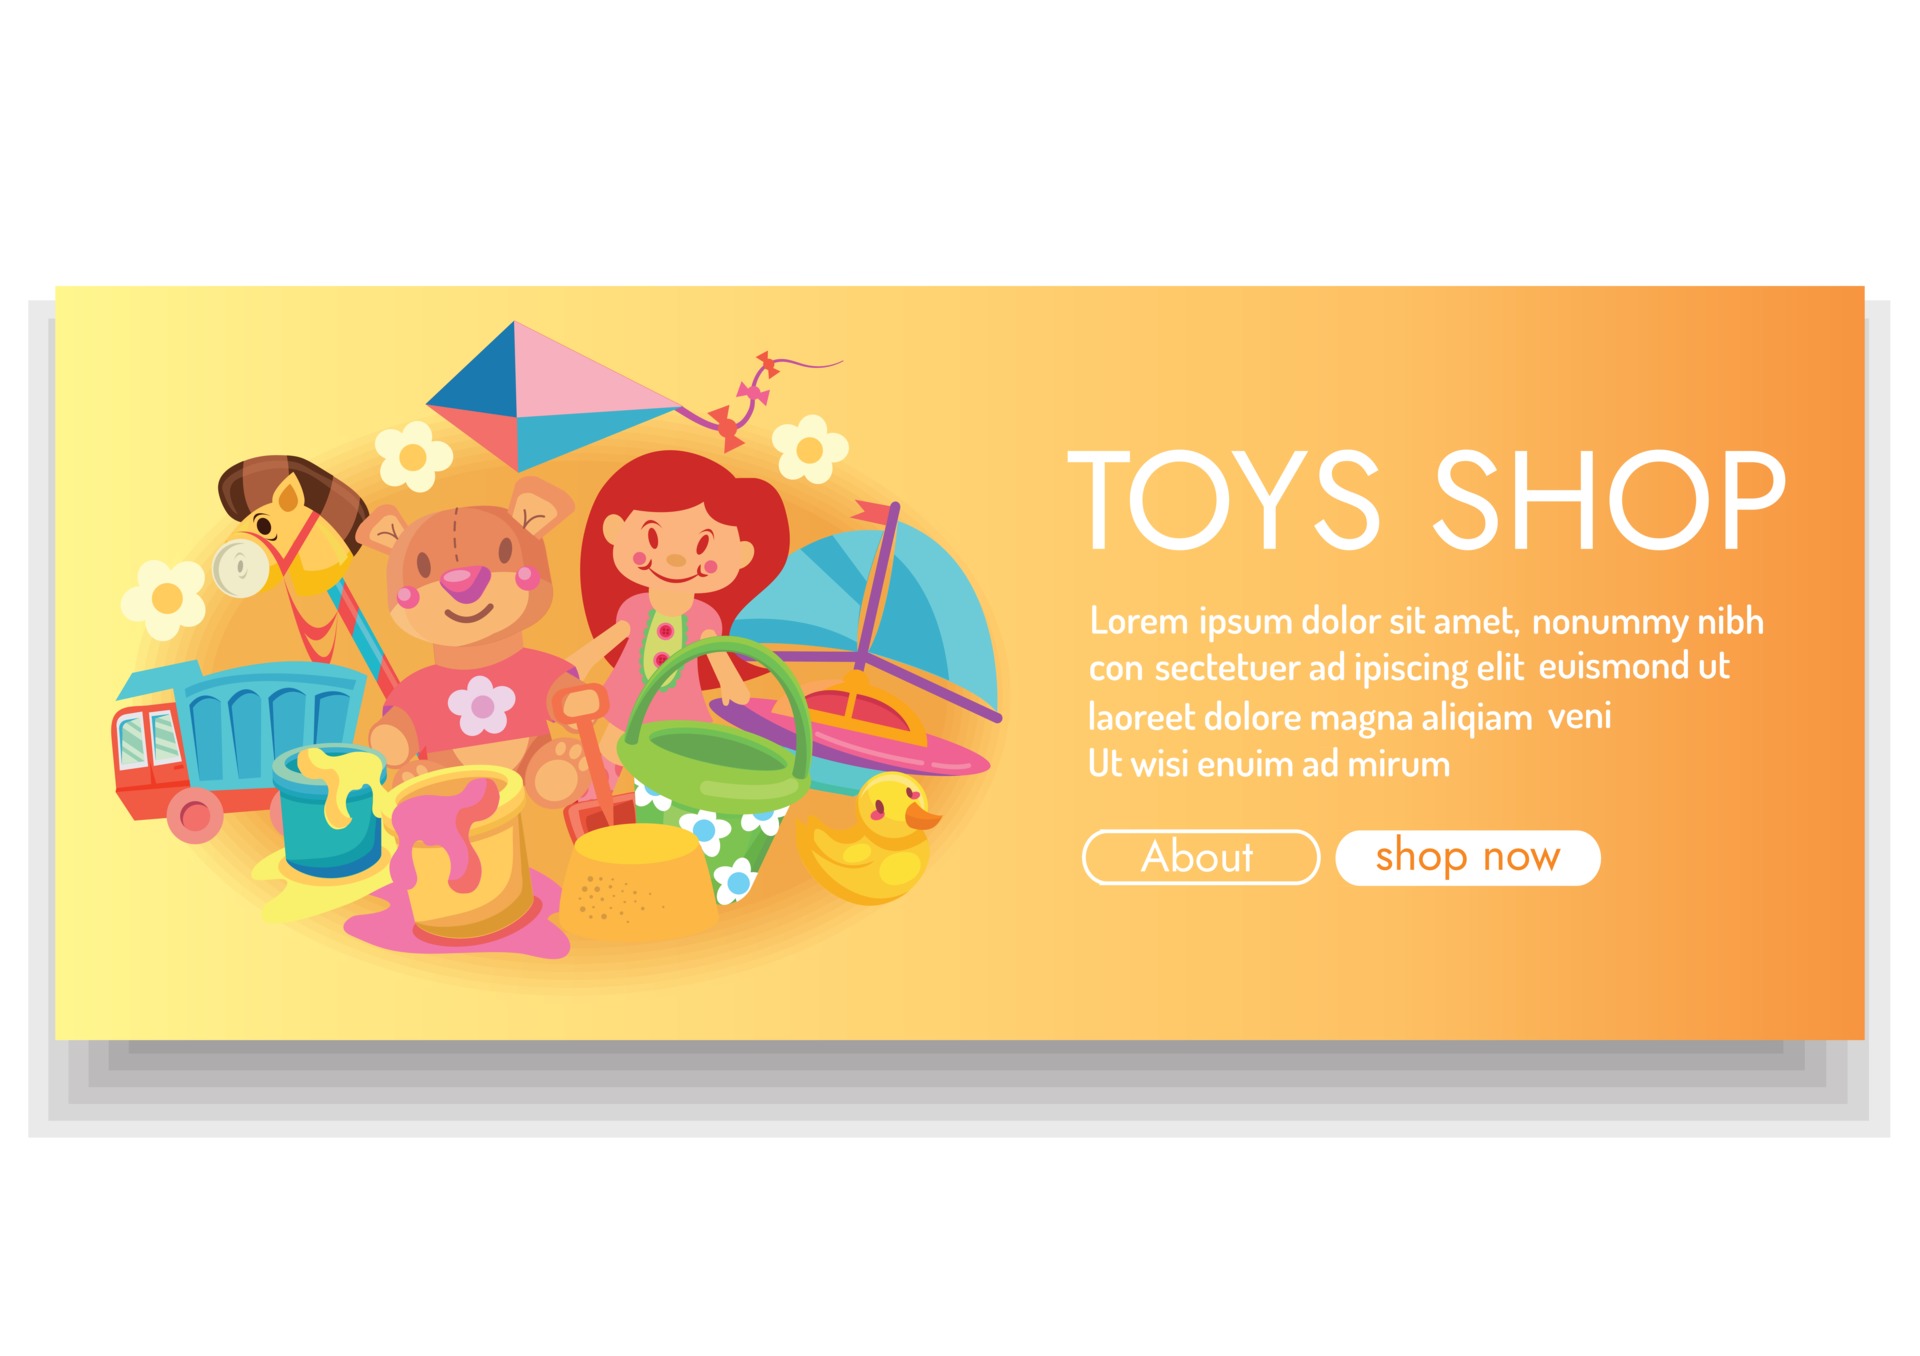 TOYS SHOP
Lorem ipsum dolor sit amet, nonummy nibh
con sectetuer ad ipiscing elit euismond ut
laoreet dolore magna aliqiam veni
Ut wisi enuim ad mirum
About shop now